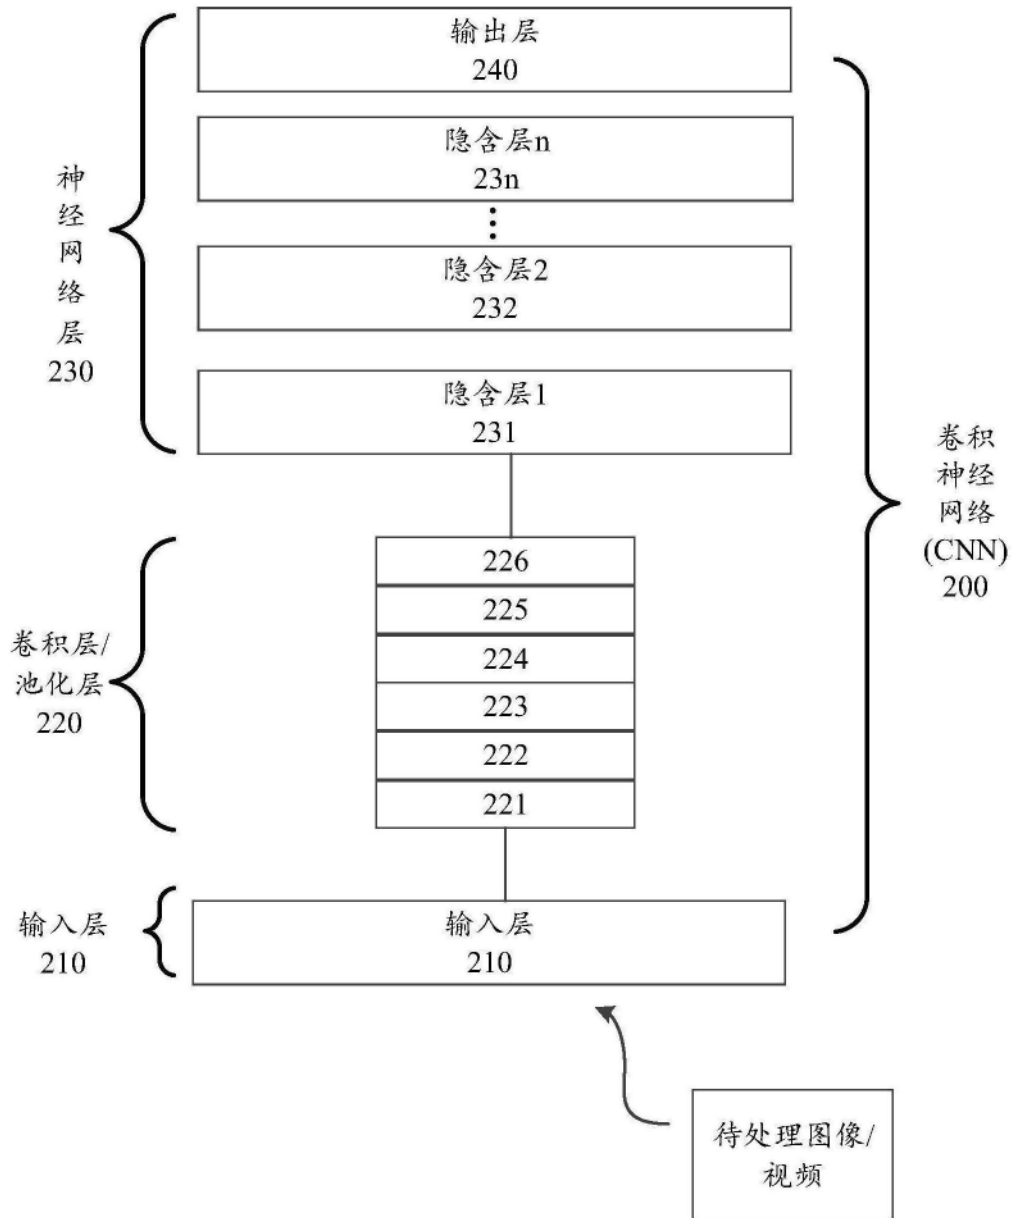 输出层
240
隐含层n
23n
隐含层2
232
隐含层1
231
神
经
网
络
层
230
226
225
224
223
222
221
卷积层/
池化层
220
卷积
神经
网络
(CNN)
200
输入层
210
输入层
210
待处理图像/
视频